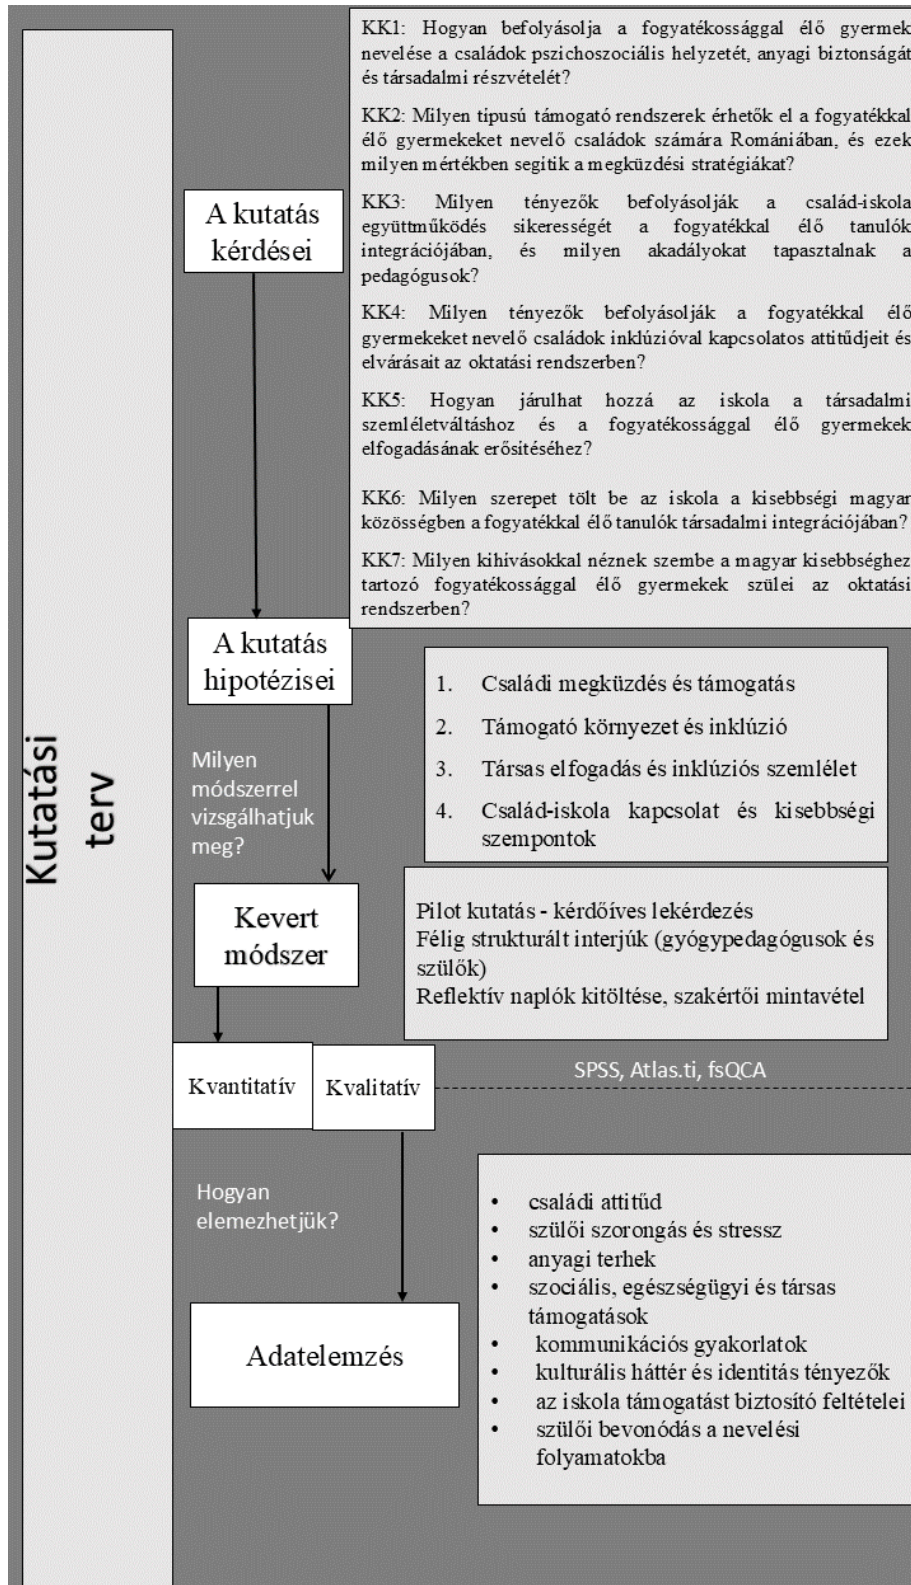 Kutatási
terv
A kutatás
kérdései
KK1: Hogyan befolyásolja a fogyatékossággal élő gyermek
nevelése a családok pszichoszociális helyzetét, anyagi biztonságát
és társadalmi részvételét?
KK2: Milyen típusú támogató rendszerek érhetők el a fogyatékkal
élő gyermekeket nevelő családok számára Romániában, és ezek
milyen mértékben segítik a megküzdési stratégiákat?
KK3: Milyen tényezők befolyásolják a család-iskola
együttműködés sikerességét a fogyatékkal élő tanulók
integrációjában, és milyen akadályokat tapasztalnak a
pedagógusok?
KK4: Milyen tényezők befolyásolják a fogyatékkal élő
gyermekeket nevelő családok inklúzióval kapcsolatos attitűdjeit és
elvárásait az oktatási rendszerben?
KK5: Hogyan járulhat hozzá az iskola a társadalmi
szemléletváltáshoz és a fogyatékossággal élő gyermekek
elfogadásának erősítéséhez?
KK6: Milyen szerepet tölt be az iskola a kisebbségi magyar
közösségben a fogyatékkal élő tanulók társadalmi integrációjában?
KK7: Milyen kihívásokkal néznek szembe a magyar kisebbséghez
tartozó fogyatékossággal élő gyermekek szülei az oktatási
rendszerben?
A kutatás
hipotézisei
1. Családi megküzdés és támogatás
2. Támogató környezet és inklúzió
3. Társas elfogadás és inklúziós szemlélet
4. Család-iskola kapcsolat és kisebbségi
szempontok
Milyen
módszerrel
vizsgálhatjuk
meg?
Kevert
módszer
Pilot kutatás - kérdőíves lekérdezés
Félig strukturált interjúk (gyógypedagógusok és
szülők)
Reflektív naplók kitöltése, szakértői mintavétel
Kvantitatív
Kvalitatív
SPSS, Atlas.ti, fsQCA
Hogyan
elemezhetjük?
Adatelemzés
• családi attitűd
• szülői szorongás és stressz
• anyagi terhek
• szociális, egészségügyi és társas
támogatások
• kommunikációs gyakorlatok
• kulturális háttér és identitás tényezők
• az iskola támogatást biztosító feltételei
• szülői bevonódás a nevelési
folyamatokba